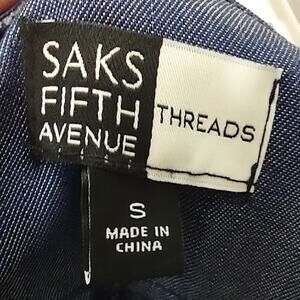 SAKS
FIFTH
AVENUE
THREADS
S
MADE IN
CHINA